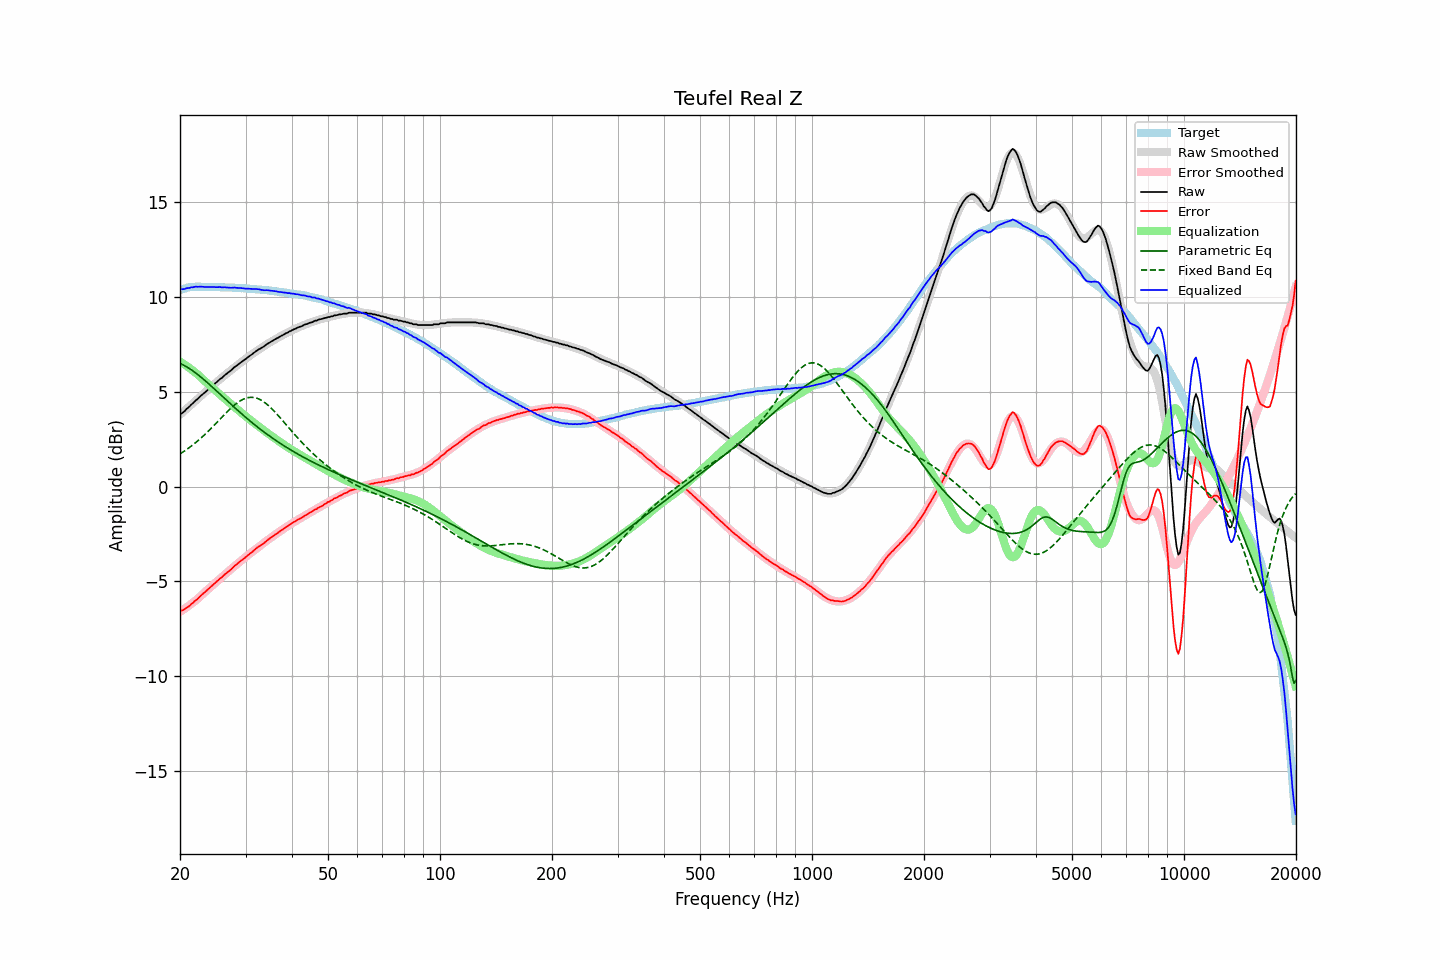 Teufel Real Z
Target
Raw Smoothed
Error Smoothed
Raw
Error
Equalization
Parametric Eq
Fixed Band Eq
Equalized
15
10
5
0
−5
−10
−15
Amplitude (dBr)
20
50
100
200
500
1000
2000
5000
10000
20000
Frequency (Hz)